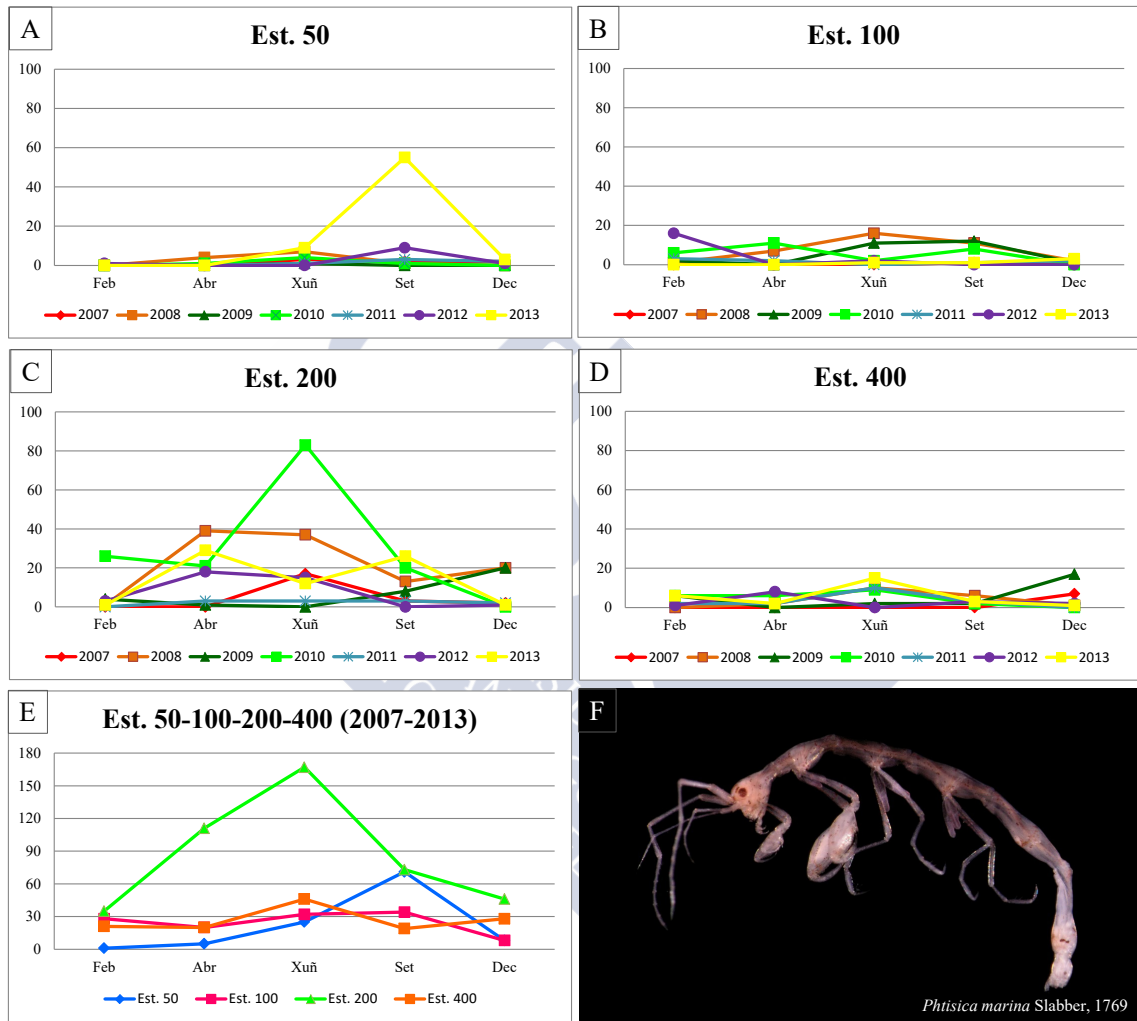 A
Est. 50
100
80
60
40
20
0
Feb Abr Xuñ Set Dec
2007 2008 2009 2010 2011 2012 2013
B
Est. 100
100
80
60
40
20
0
Feb Abr Xuñ Set Dec
2007 2008 2009 2010 2011 2012 2013
C
Est. 200
100
80
60
40
20
0
Feb Abr Xuñ Set Dec
2007 2008 2009 2010 2011 2012 2013
D
Est. 400
100
80
60
40
20
0
Feb Abr Xuñ Set Dec
2007 2008 2009 2010 2011 2012 2013
E
Est. 50-100-200-400 (2007-2013)
180
150
120
90
60
30
0
Feb Abr Xuñ Set Dec
Est. 50 Est. 100 Est. 200 Est. 400
F
Phtisica marina Slabber, 1769